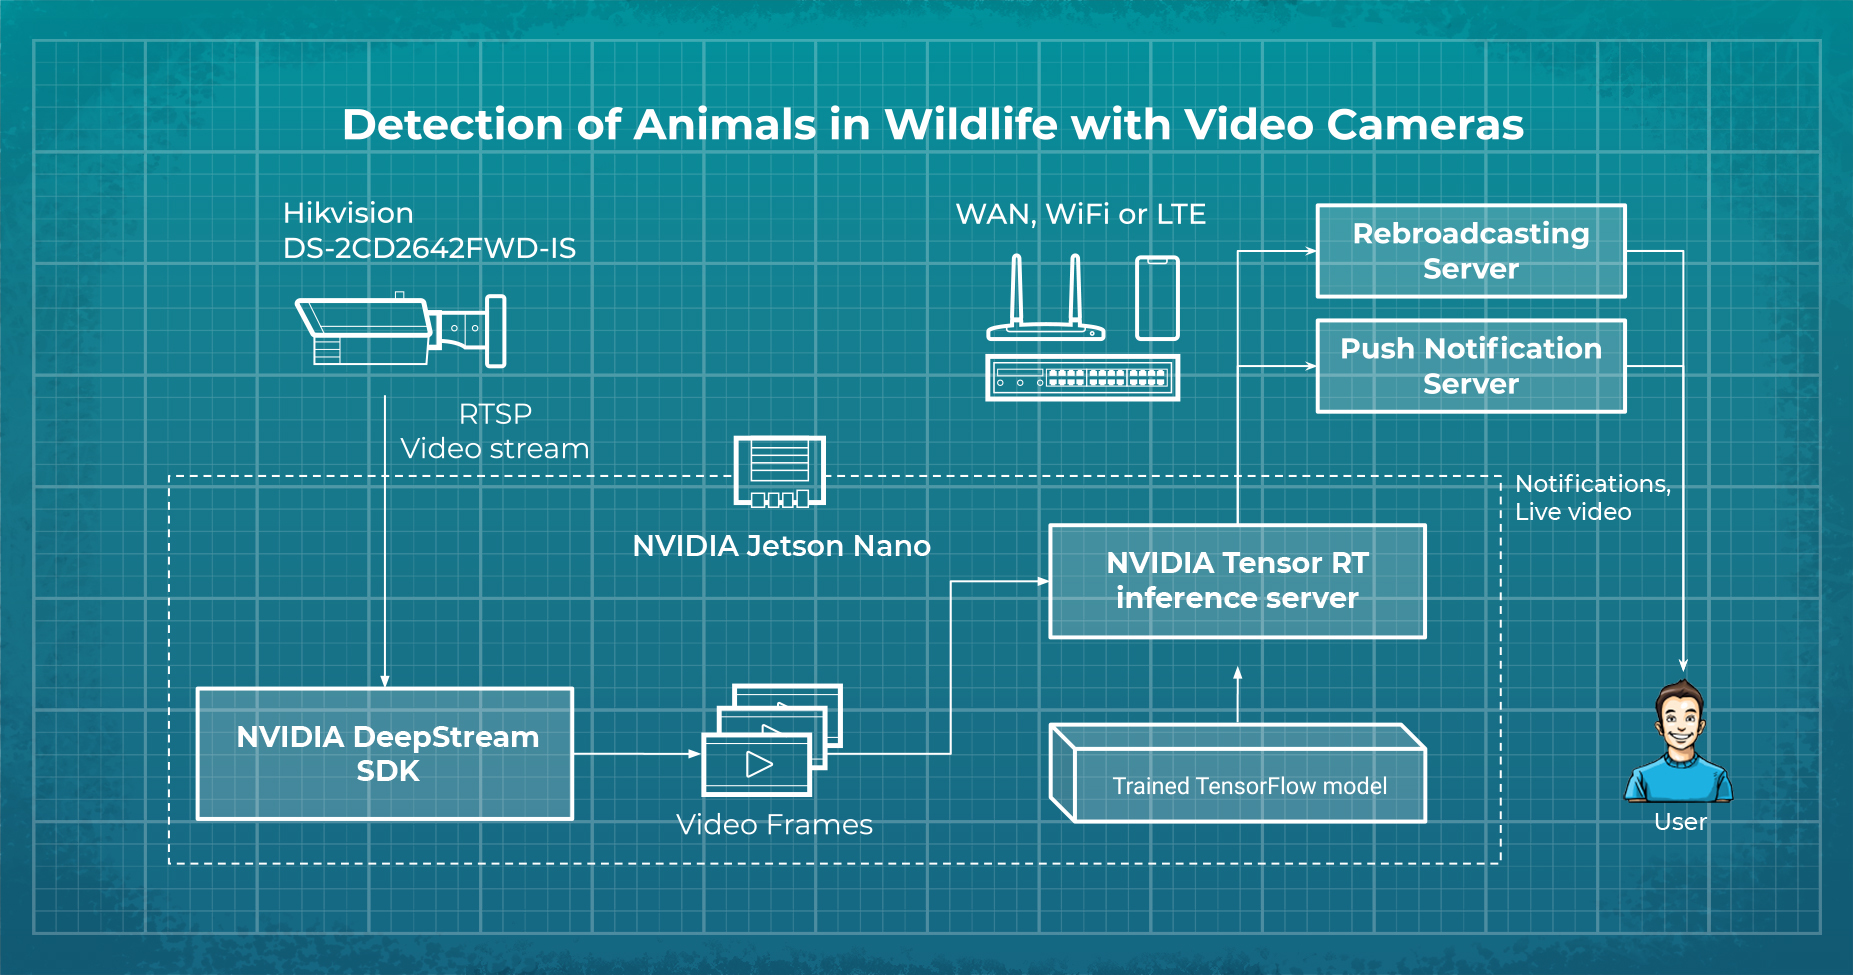 Detection of Animals in Wildlife with Video Cameras
Hikvision
DS-2CD2642FWD-IS
WAN, WiFi or LTE
Rebroadcasting
Server
Push Notification
Server
RTSP
Video stream
Notifications,
Live video
NVIDIA Jetson Nano
NVIDIA Tensor RT
inference server
NVIDIA DeepStream
SDK
Video Frames
Trained TensorFlow model
User